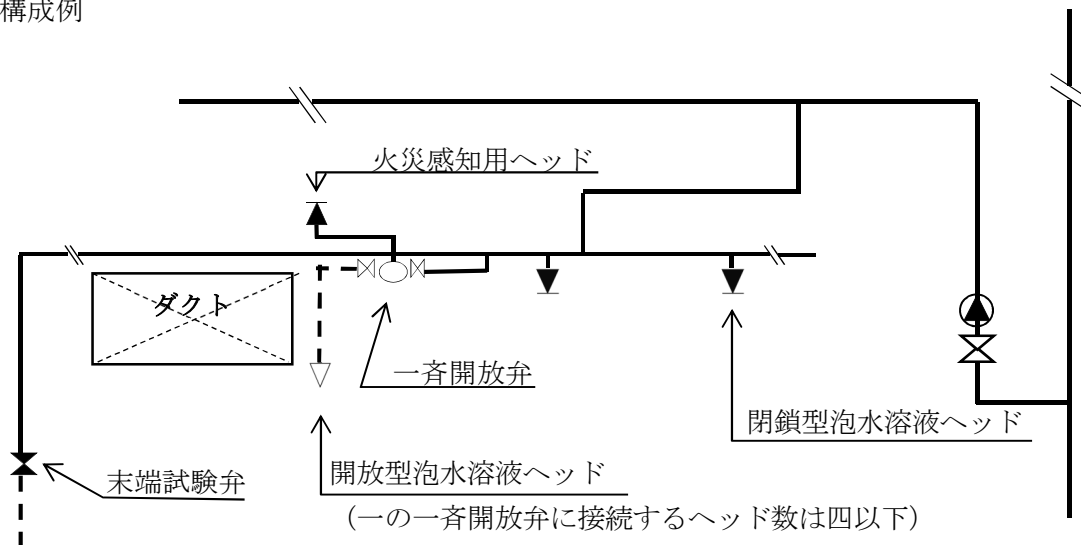 構成例
火災感知用ヘッド
ダクト
一斉開放弁
閉鎖型泡水溶液ヘッド
開放型泡水溶液ヘッド
末端試験弁
（一の一斉開放弁に接続するヘッド数は四以下）